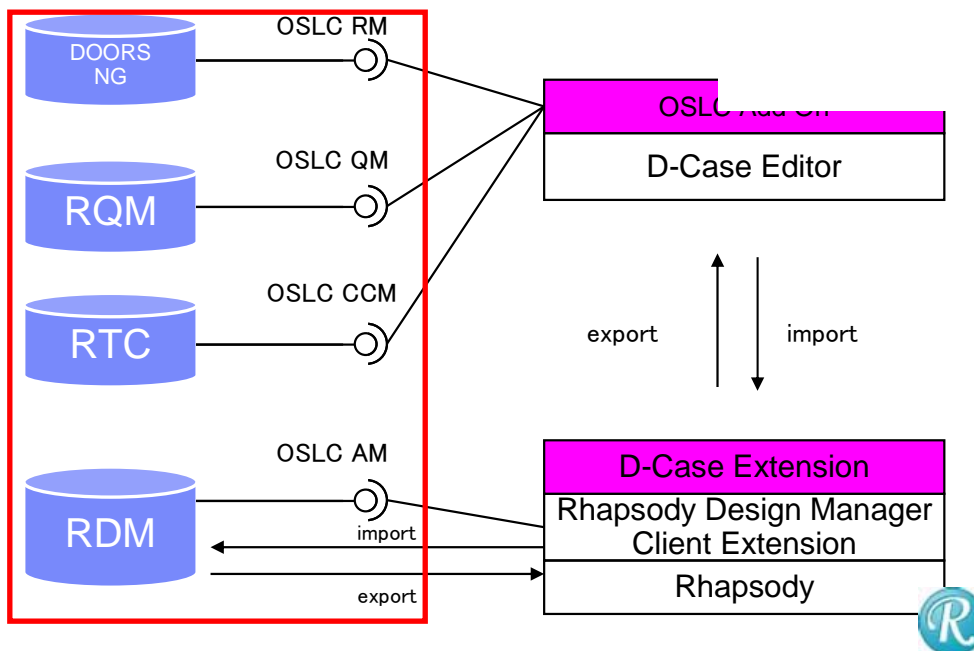 OSLC RM
DOORS
NG
OSLC
D-Case Editor
OSLC QM
RQM
OSLC CCM
RTC
export
import
OSLC AM
RDM
import
export
D-Case Extension
Rhapsody Design Manager
Client Extension
Rhapsody
R